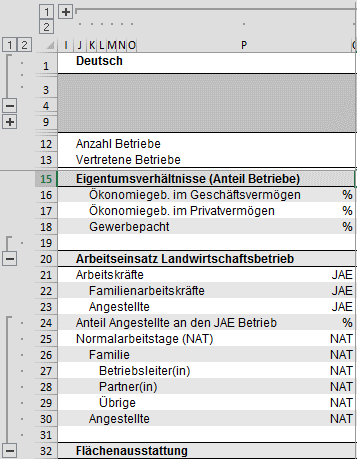 1
2
1 2
I J K L M N O P
1 Deutsch
3
4
9
12 Anzahl Betriebe
13 Vertretene Betriebe
15 Eigentumsverhältnisse (Anteil Betriebe)
16 Ökonomiegeb. im Geschäftsvermögen %
17 Ökonomiegeb. im Privatvermögen %
18 Gewerbepacht %
19
20 Arbeitseinsatz Landwirtschaftsbetrieb
21 Arbeitskräfte JAE
22 Familienarbeitskräfte JAE
23 Angestellte JAE
24 Anteil Angestellte an den JAE Betrieb %
25 Normalarbeitstage (NAT) NAT
26 Familie NAT
27 Betriebsleiter(in) NAT
28 Partner(in) NAT
29 Übrige NAT
30 Angestellte NAT
31
32 Flächenausstattung